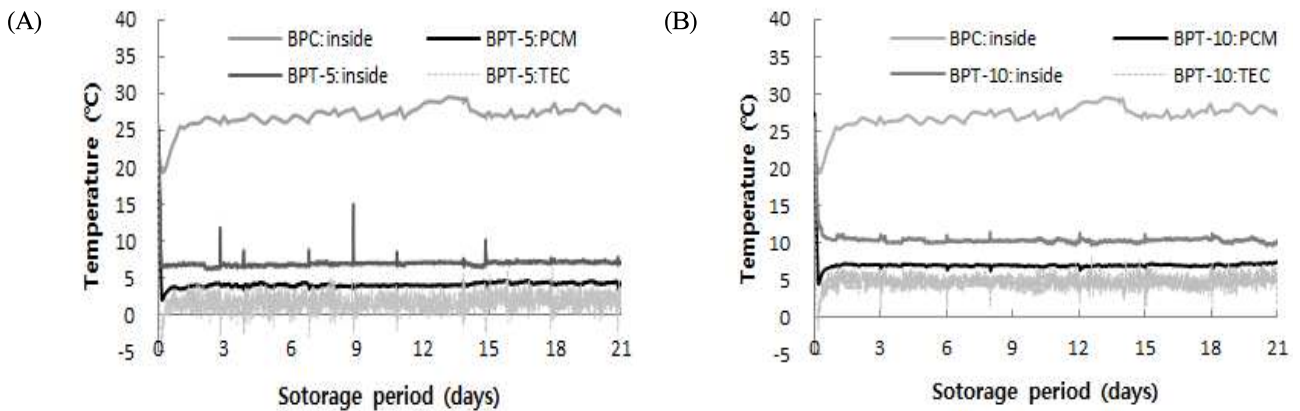 (A)
40
35
30
25
20
15
10
5
0
-5
Temperature (℃)
BPC:inside
BPT-5:PCM
BPT-5:inside
BPT-5:TEC
0 3 6 9 12 15 18 21
Sotorage period (days)
(B)
40
35
30
25
20
15
10
5
0
-5
Temperature (℃)
BPC:inside
BPT-10:PCM
BPT-10:inside
BPT-10:TEC
0 3 6 9 12 15 18 21
Sotorage period (days)